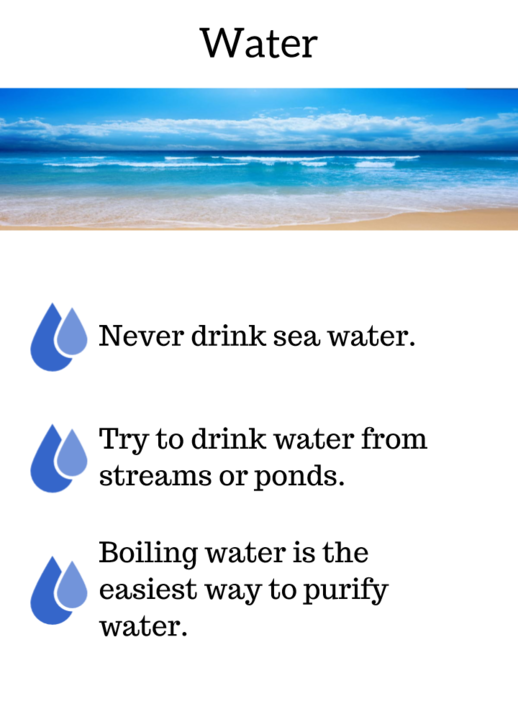 Water
Never drink sea water.
Try to drink water from
streams or ponds.
Boiling water is the
easiest way to purify
water.